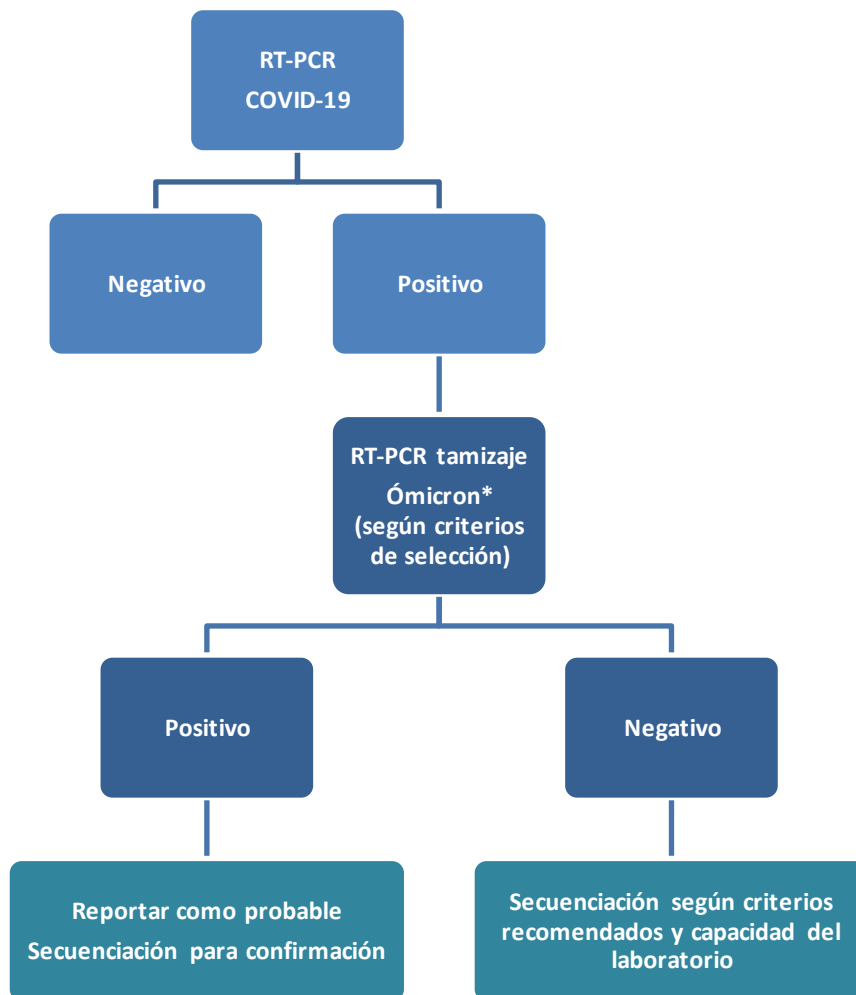 RT-PCR
COVID-19
Negativo
Positivo
RT-PCR tamizaje
Ómicron*
(según criterios
de selección)
Positivo
Negativo
Reportar como probable
Secuenciación para confirmación
Secuenciación según criterios
recomendados y capacidad del
laboratorio